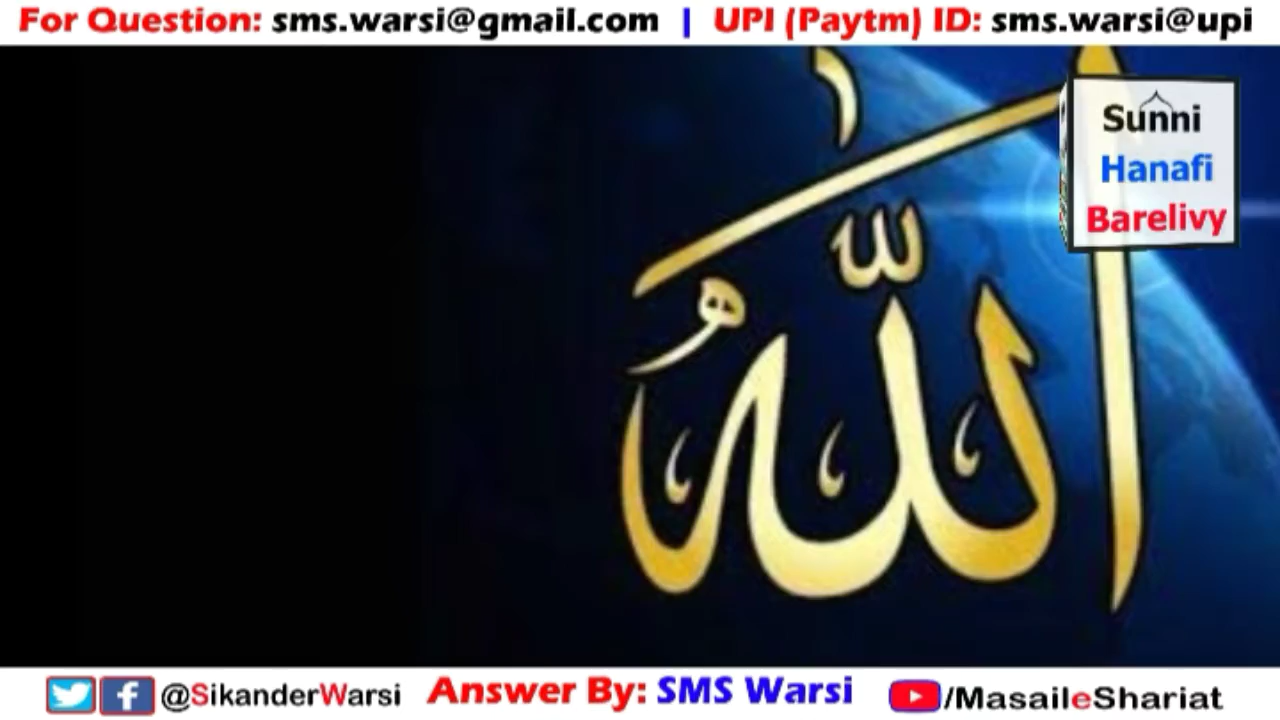 For Question: sms.warsi@gmail.com | UPI (Paytm) ID: sms.warsi@upi
Sunni
Hanafi
Barelivy
الله
@SikanderWarsi Answer By: SMS Warsi /MasaileShariat